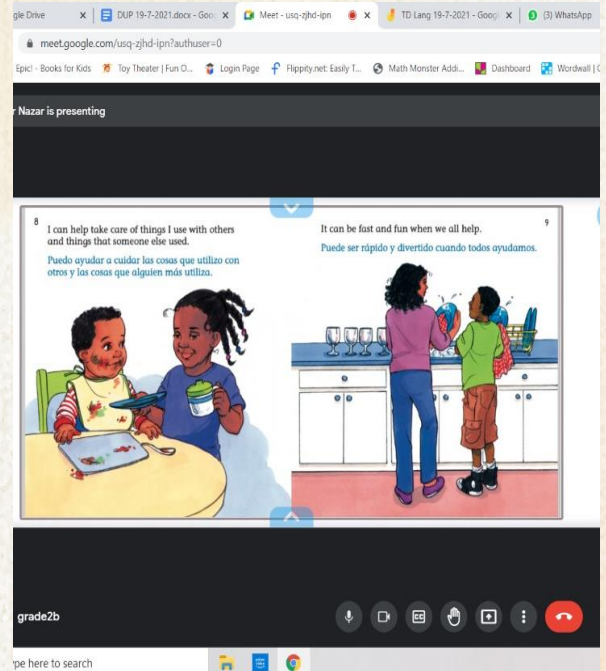 gle Drive
DUP 19-7-2021.docx - Goo
Meet - usq-zjhd-ipn
TD Lang 19-7-2021 - Goog
(3) WhatsApp
meet.google.com/usq-zjhd-ipn?authuser=0
Epic! - Books for Kids
Toy Theater | Fun O...
Login Page
Flippity.net: Easily T...
Math Monster Addi...
Dashboard
Wordwall |
r Nazar is presenting
8
I can help take care of things I use with others
and things that someone else used.
Puedo ayudar a cuidar las cosas que utilizo con
otros y las cosas que alguien más utiliza.
9
It can be fast and fun when we all help.
Puede ser rápido y divertido cuando todos ayudamos.
grade2b
CC
pe here to search